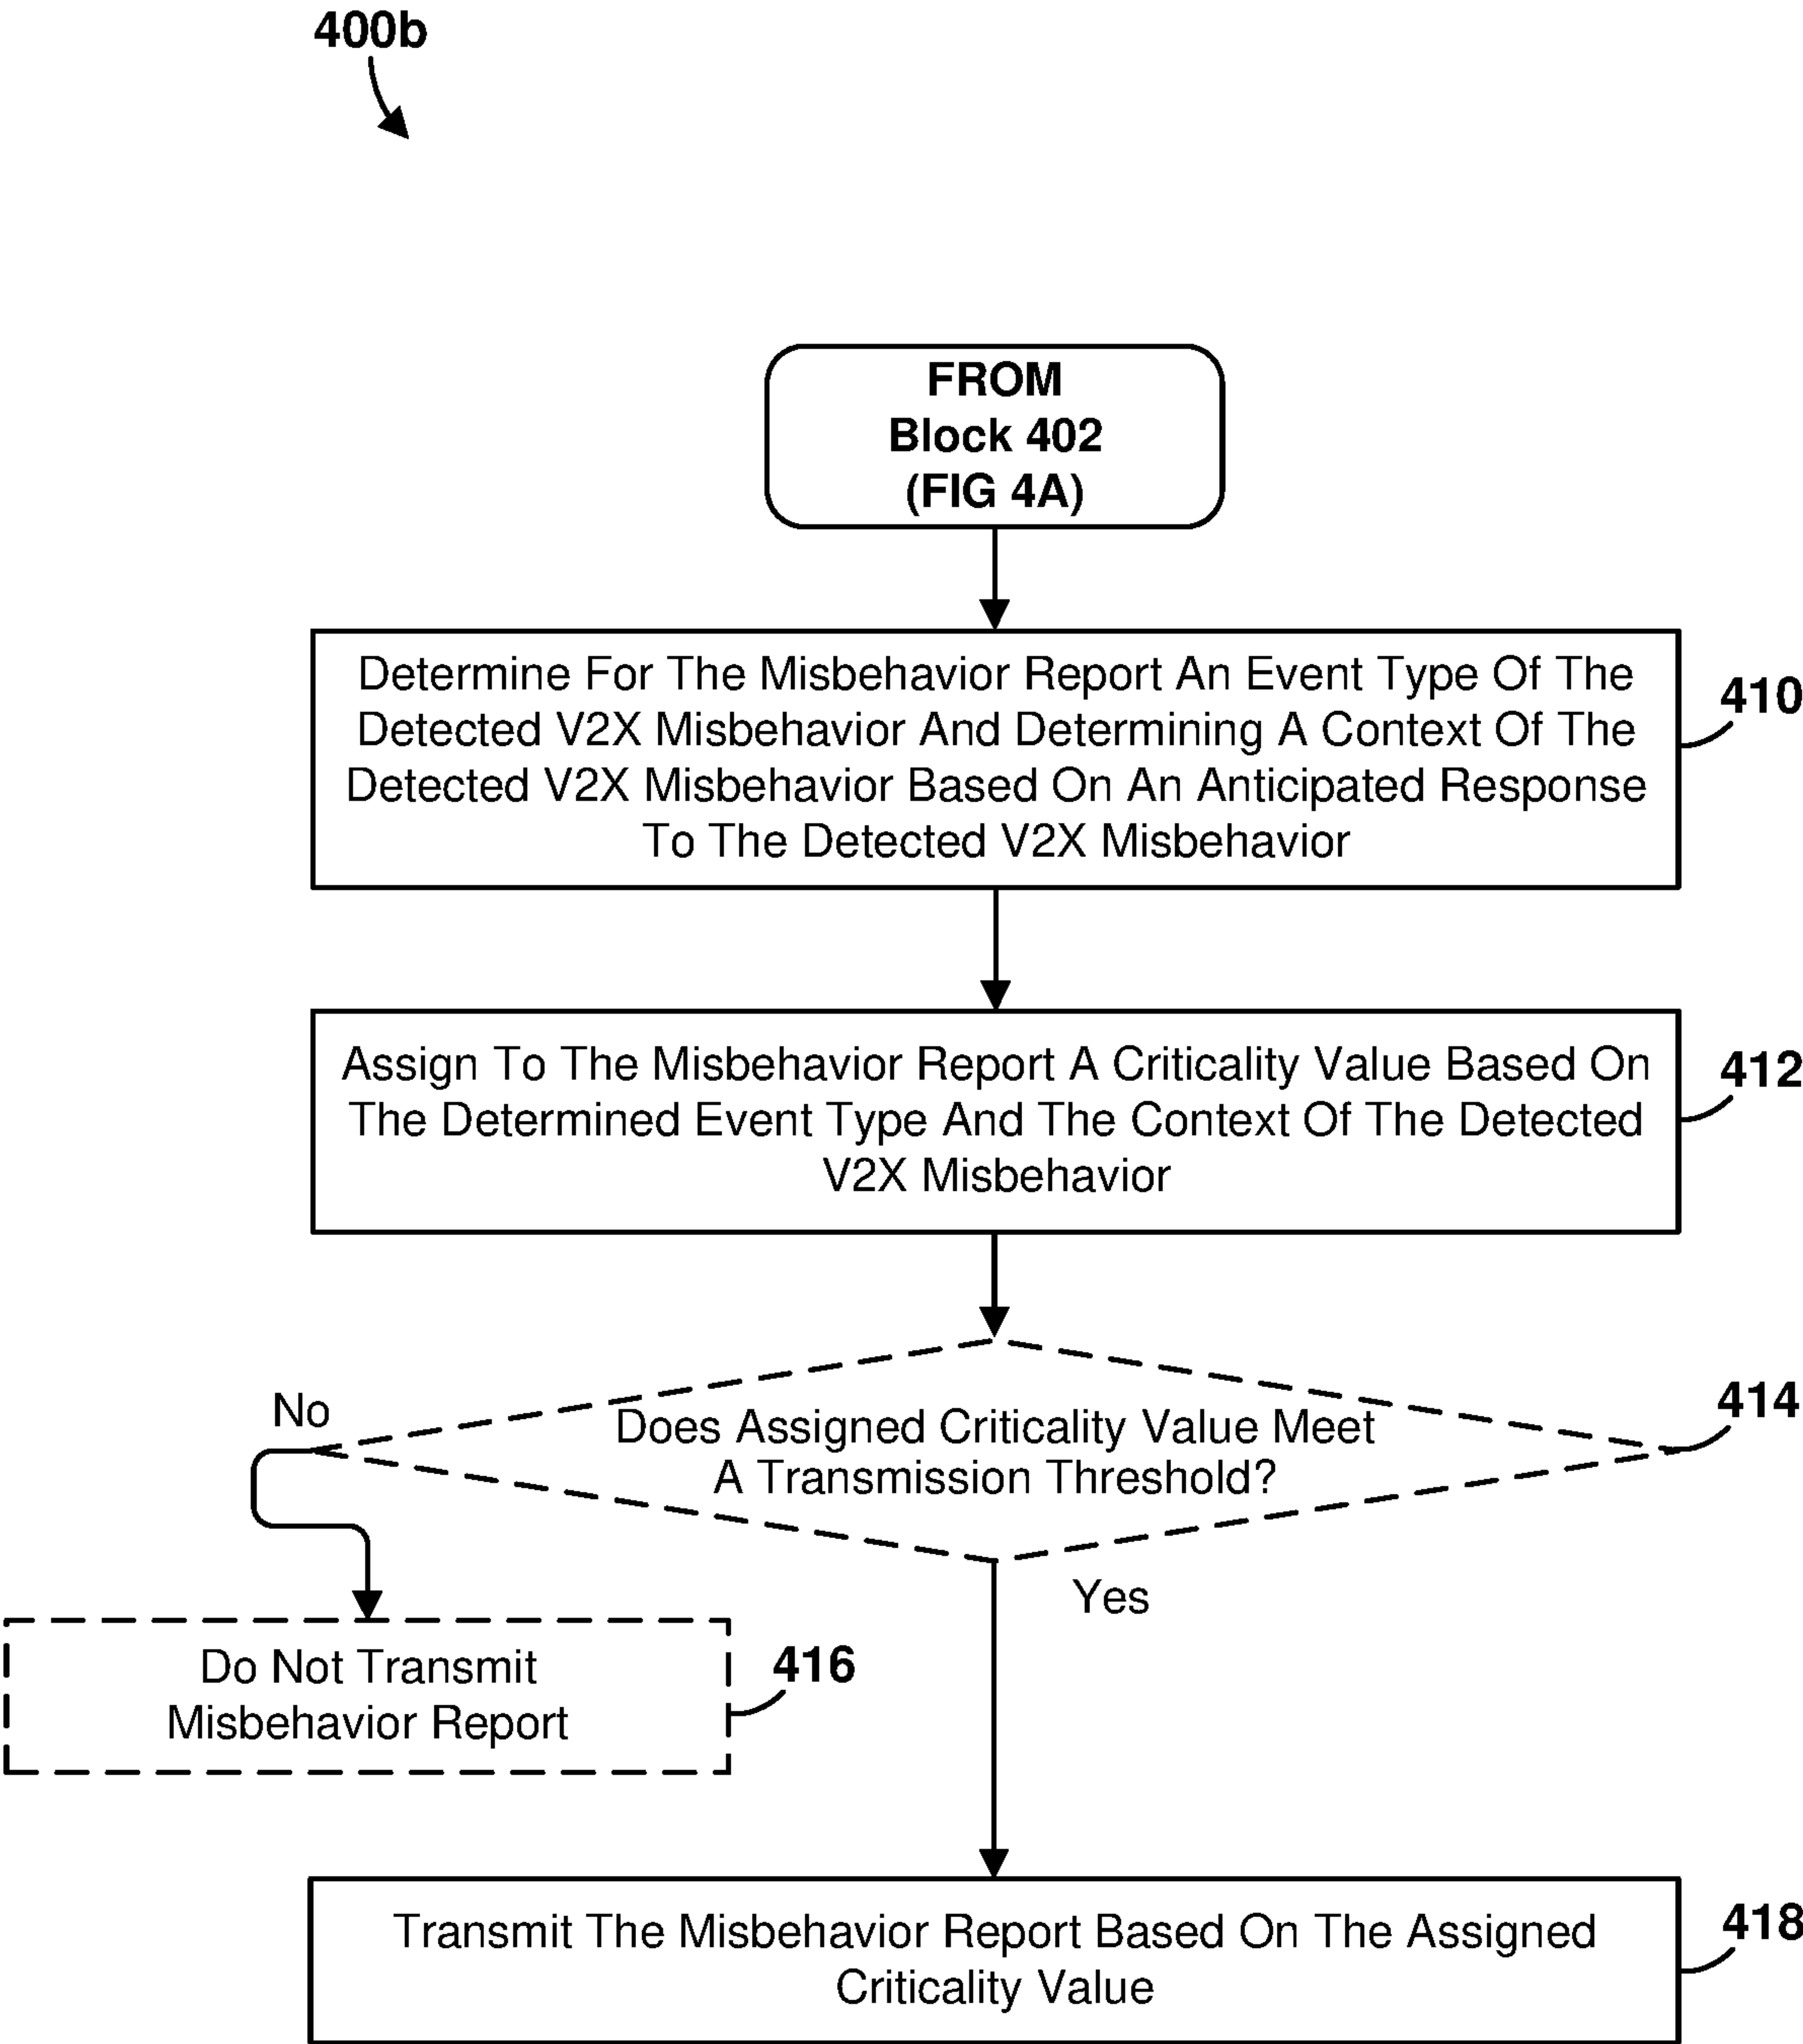 400b
FROM
Block 402
(FIG 4A)
Determine For The Misbehavior Report An Event Type Of The
Detected V2X Misbehavior And Determining A Context Of The
Detected V2X Misbehavior Based On An Anticipated Response
To The Detected V2X Misbehavior
410
Assign To The Misbehavior Report A Criticality Value Based On
The Determined Event Type And The Context Of The Detected
V2X Misbehavior
412
No
Does Assigned Criticality Value Meet
A Transmission Threshold?
414
Yes
Do Not Transmit
Misbehavior Report
416
Transmit The Misbehavior Report Based On The Assigned
Criticality Value
418